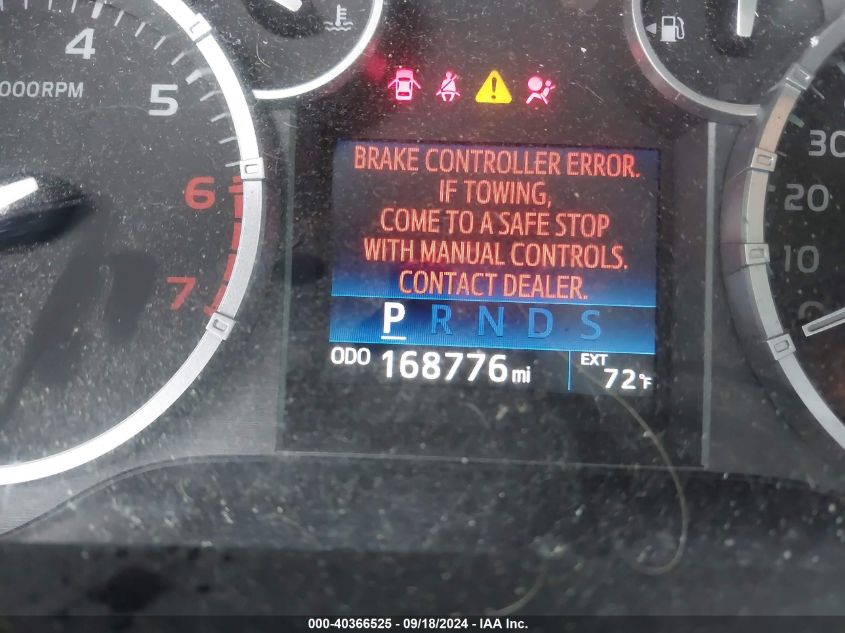 4
000RPM
5
6
7
30
20
10
BRAKE CONTROLLER ERROR.
IF TOWING,
COME TO A SAFE STOP
WITH MANUAL CONTROLS.
CONTACT DEALER.
P R N D S
ODO 168776 mi
EXT
72°F
000-40366525 - 09/18/2024 - IAA Inc.